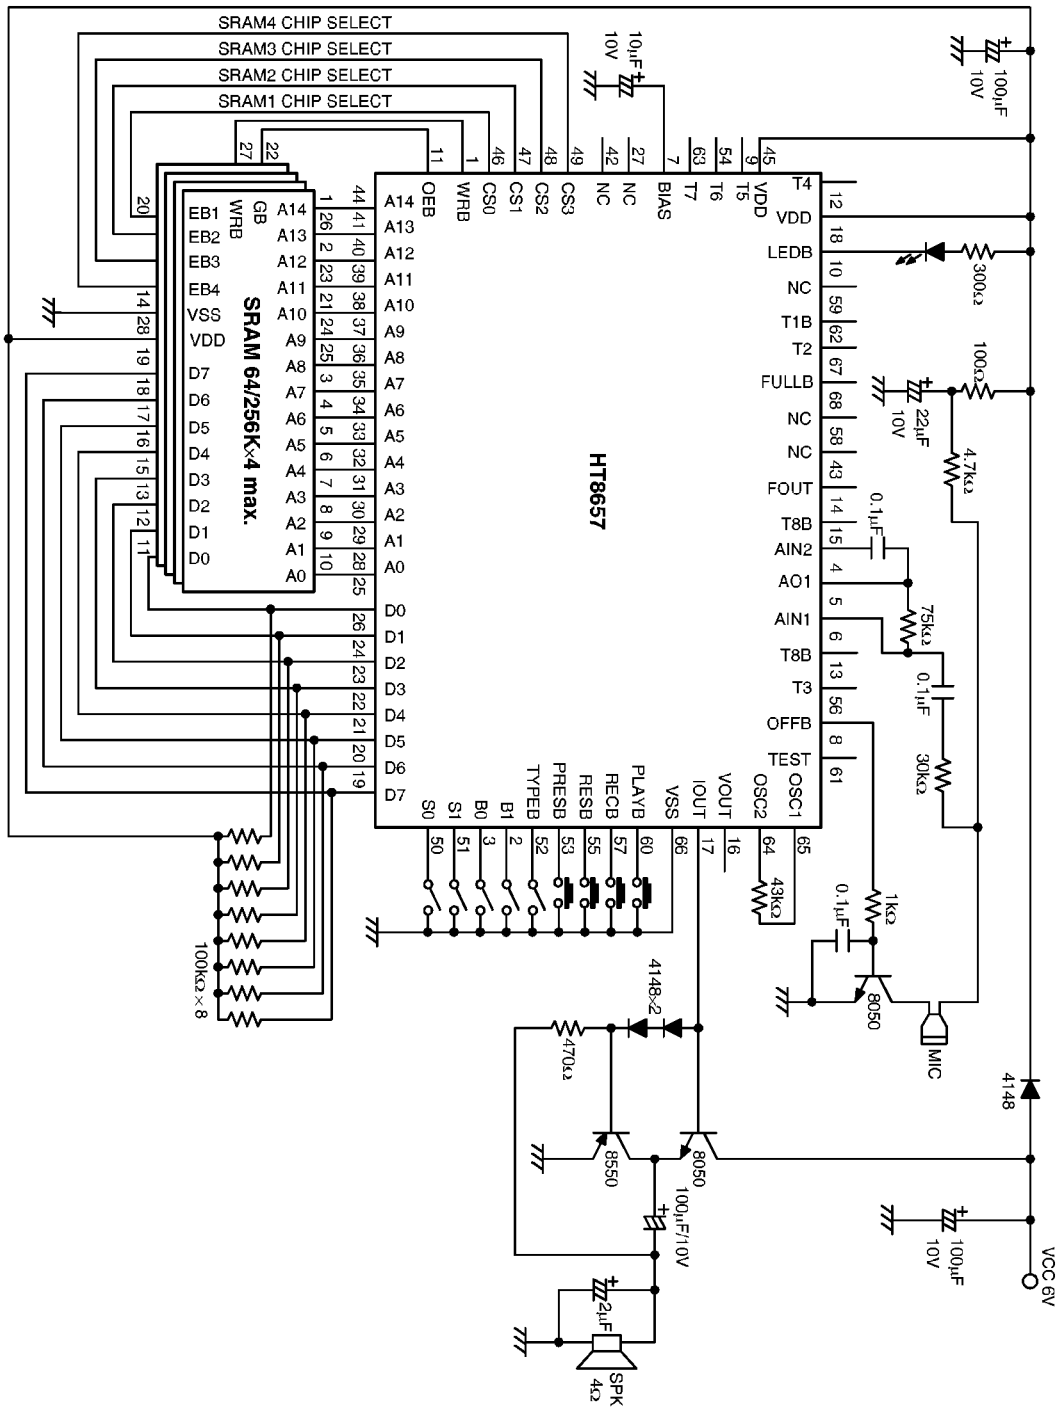 SRAM4 CHIP SELECT
SRAM3 CHIP SELECT
SRAM2 CHIP SELECT
SRAM1 CHIP SELECT
10µF
10V
100µF
10V
27
22
11
1
46
47
48
49
42
27
7
63
54
9
45
OEB
WRB
CS0
CS1
CS2
CS3
NC
NC
BIAS
T7
T6
T5
VDD
20
14
28
19
18
17
16
15
13
12
11
EB1
EB2
EB3
EB4
VSS
VDD
D7
D6
D5
D4
D3
D2
D1
D0
WRB
GB
SRAM 64/256K×4 max.
A14
A13
A12
A11
A10
A9
A8
A7
A6
A5
A4
A3
A2
A1
A0
1
26
2
23
21
24
25
3
4
5
6
7
8
9
10
44
41
40
39
38
37
36
35
34
33
32
31
30
29
28
25
26
24
23
22
21
20
19
A14
A13
A12
A11
A10
A9
A8
A7
A6
A5
A4
A3
A2
A1
A0
D0
D1
D2
D3
D4
D5
D6
D7
HT8657
T4
VDD
LEDB
NC
T1B
T2
FULLB
NC
NC
FOUT
T8B
AIN2
AO1
AIN1
T8B
T3
OFFB
TEST
12
18
10
59
62
67
68
58
43
14
15
4
5
6
13
56
8
61
300Ω
100Ω
22µF
10V
4.7kΩ
0.1µF
75kΩ
0.1µF
30kΩ
S0
S1
B0
B1
TYPEB
PRESB
RESB
RECB
PLAYB
VSS
IOUT
VOUT
OSC2
OSC1
50
51
3
2
52
53
55
57
60
66
17
16
64
65
43kΩ
1kΩ
0.1µF
8050
MIC
100kΩ×8
4148×2
470Ω
8550
8050
4148
100µF/10V
100µF
10V
VCC 6V
2µF
SPK
4Ω